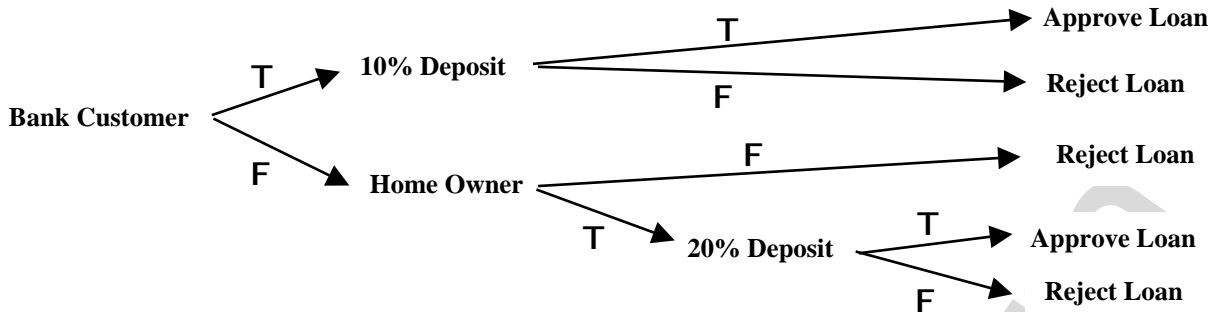 T Approve Loan
T 10% Deposit
F Reject Loan
Bank Customer
F Reject Loan
F Home Owner
T Approve Loan
T 20% Deposit
F Reject Loan